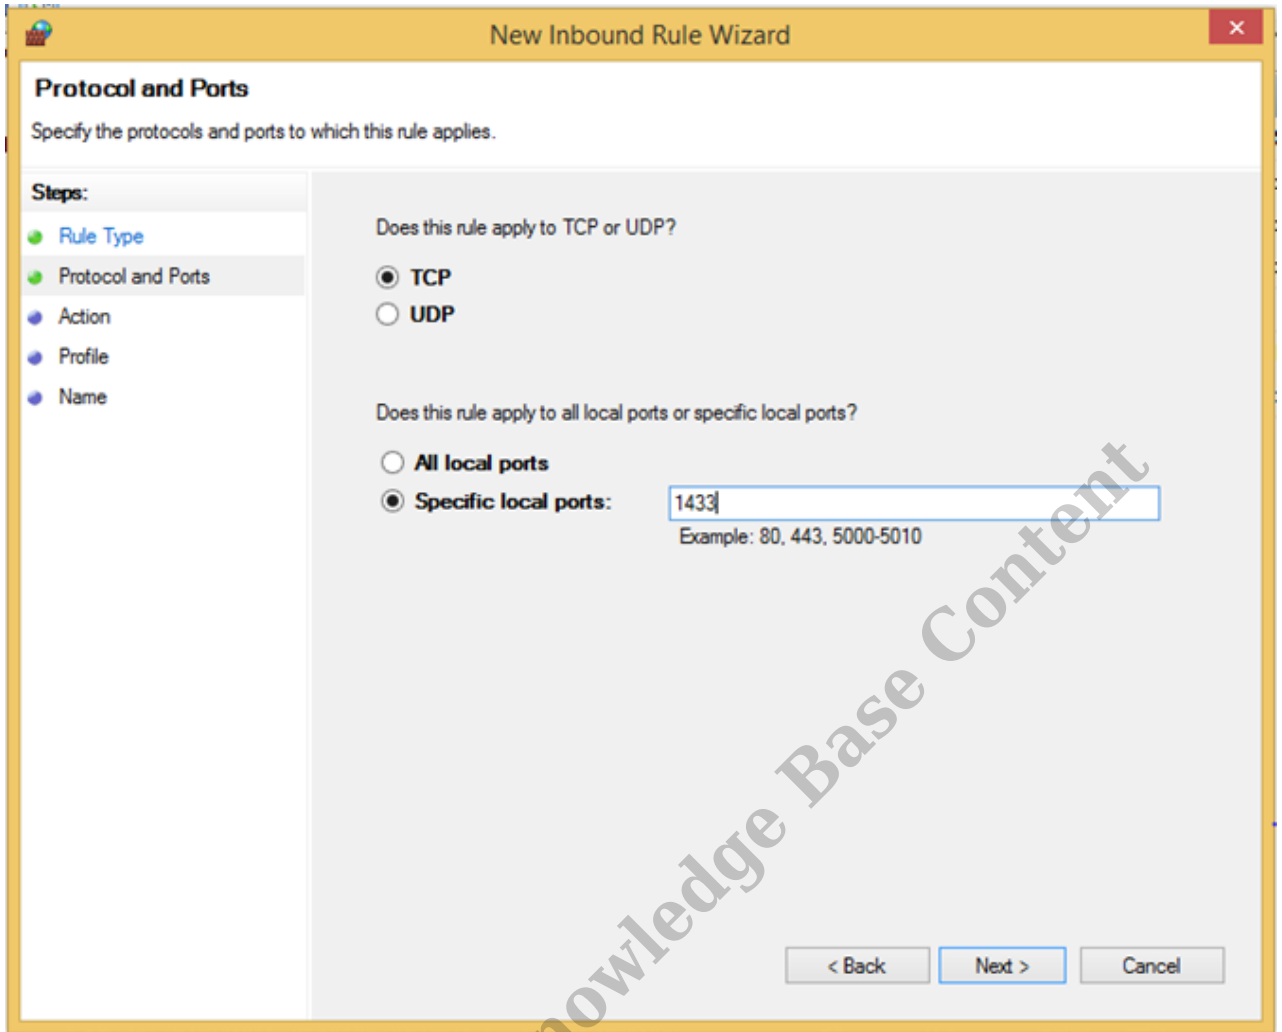 New Inbound Rule Wizard
Protocol and Ports
Specify the protocols and ports to which this rule applies.
Steps:
Rule Type
Protocol and Ports
Action
Profile
Name
Does this rule apply to TCP or UDP?
TCP
UDP
Does this rule apply to all local ports or specific local ports?
All local ports
Specific local ports: 1433
Example: 80, 443, 5000-5010
Base Content
< Back Next > Cancel